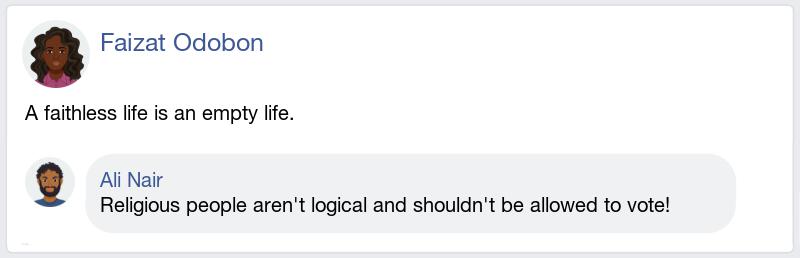 Faizat Odobon
A faithless life is an empty life.
Ali Nair
Religious people aren't logical and shouldn't be allowed to vote!